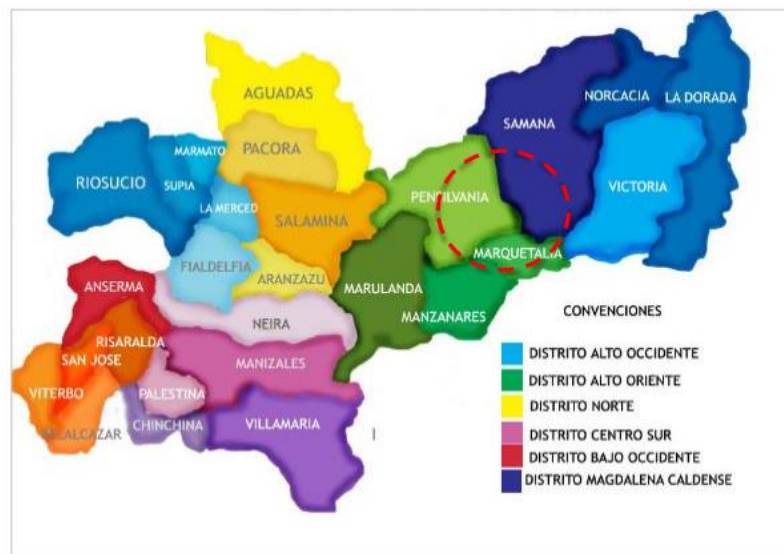 AGUADAS
NORCACIA
LA DORADA
SAMANA
MARMATO
PACORA
RIOSUCIO
SUPIA
PENSILVANIA
VICTORIA
LA MERCED
SALAMINA
FIALDELFIA
MARQUETALIA
ARANZAZU
MARULANDA
ANSERMA
MANZANARES
NEIRA
CONVENCIONES
RISARALDA
SAN JOSE
MANIZALES
DISTRITO ALTO OCCIDENTE
VITERBO
PALESTINA
DISTRITO ALTO ORIENTE
DISTRITO NORTE
CHINCHINA
VILLAMARIA
DISTRITO CENTRO SUR
DISTRITO BAJO OCCIDENTE
DISTRITO MAGDALENA CALDENSE